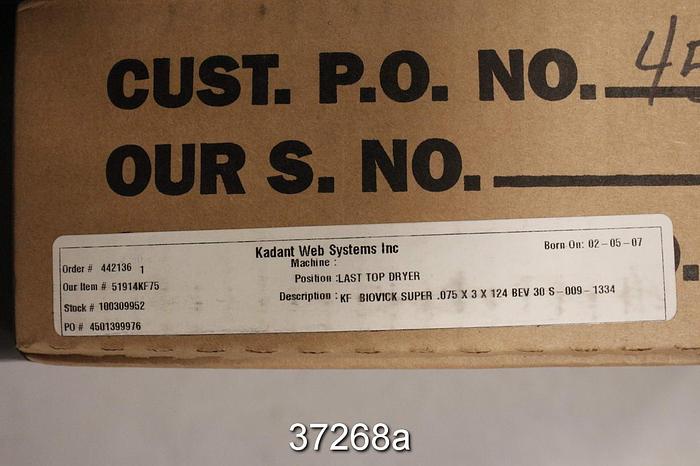 CUST. P.O. NO.
OUR S. NO.
Kadant Web Systems Inc
Born On: 02-05-07
Machine :
Order # 442136 1
Position :LAST TOP DRYER
Our Item # 51914KF75
Description : KF BIOVICK SUPER .075 X 3 X 124 BEV 30 S-009-1334
Stock # 100309952
PO # 4501399976
37268a